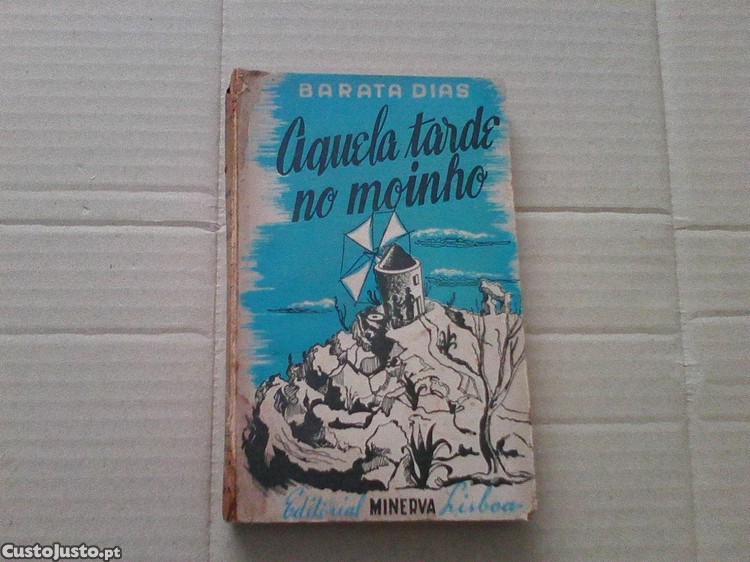 BARATA DIAS
Aquela tarde
no moinho
Editorial MINERVA Lisboa
CustoJusto.pt